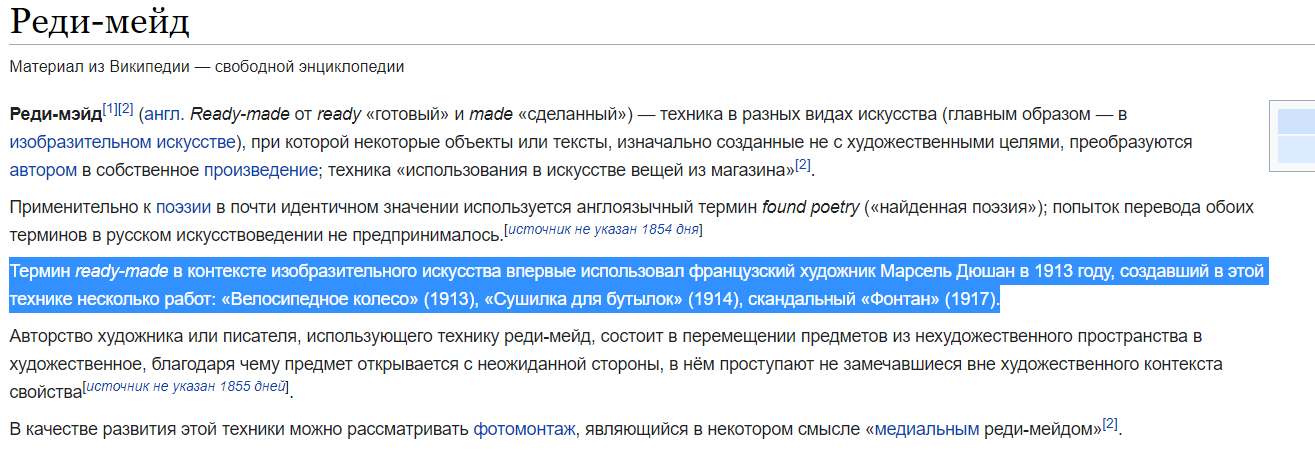 Реди-мейд
Материал из Википедии — свободной энциклопедии
Реди-мэйд[1][2] (англ. Ready-made от ready «готовый» и made «сделанный») — техника в разных видах искусства (главным образом — в
изобразительном искусстве), при которой некоторые объекты или тексты, изначально созданные не с художественными целями, преобразуются
автором в собственное произведение; техника «использования в искусстве вещей из магазина»[2].
Применительно к поэзии в почти идентичном значении используется англоязычный термин found poetry («найденная поэзия»); попыток перевода обоих
терминов в русском искусствоведении не предпринималось.[источник не указан 1854 дня]
Термин ready-made в контексте изобразительного искусства впервые использовал французский художник Марсель Дюшан в 1913 году, создавший в этой
технике несколько работ: «Велосипедное колесо» (1913), «Сушилка для бутылок» (1914), скандальный «Фонтан» (1917).
Авторство художника или писателя, использующего технику реди-мейд, состоит в перемещении предметов из нехудожественного пространства в
художественное, благодаря чему предмет открывается с неожиданной стороны, в нём проступают не замечавшиеся вне художественного контекста
свойства[источник не указан 1855 дней].
В качестве развития этой техники можно рассматривать фотомонтаж, являющийся в некотором смысле «медиальным реди-мейдом»[2].